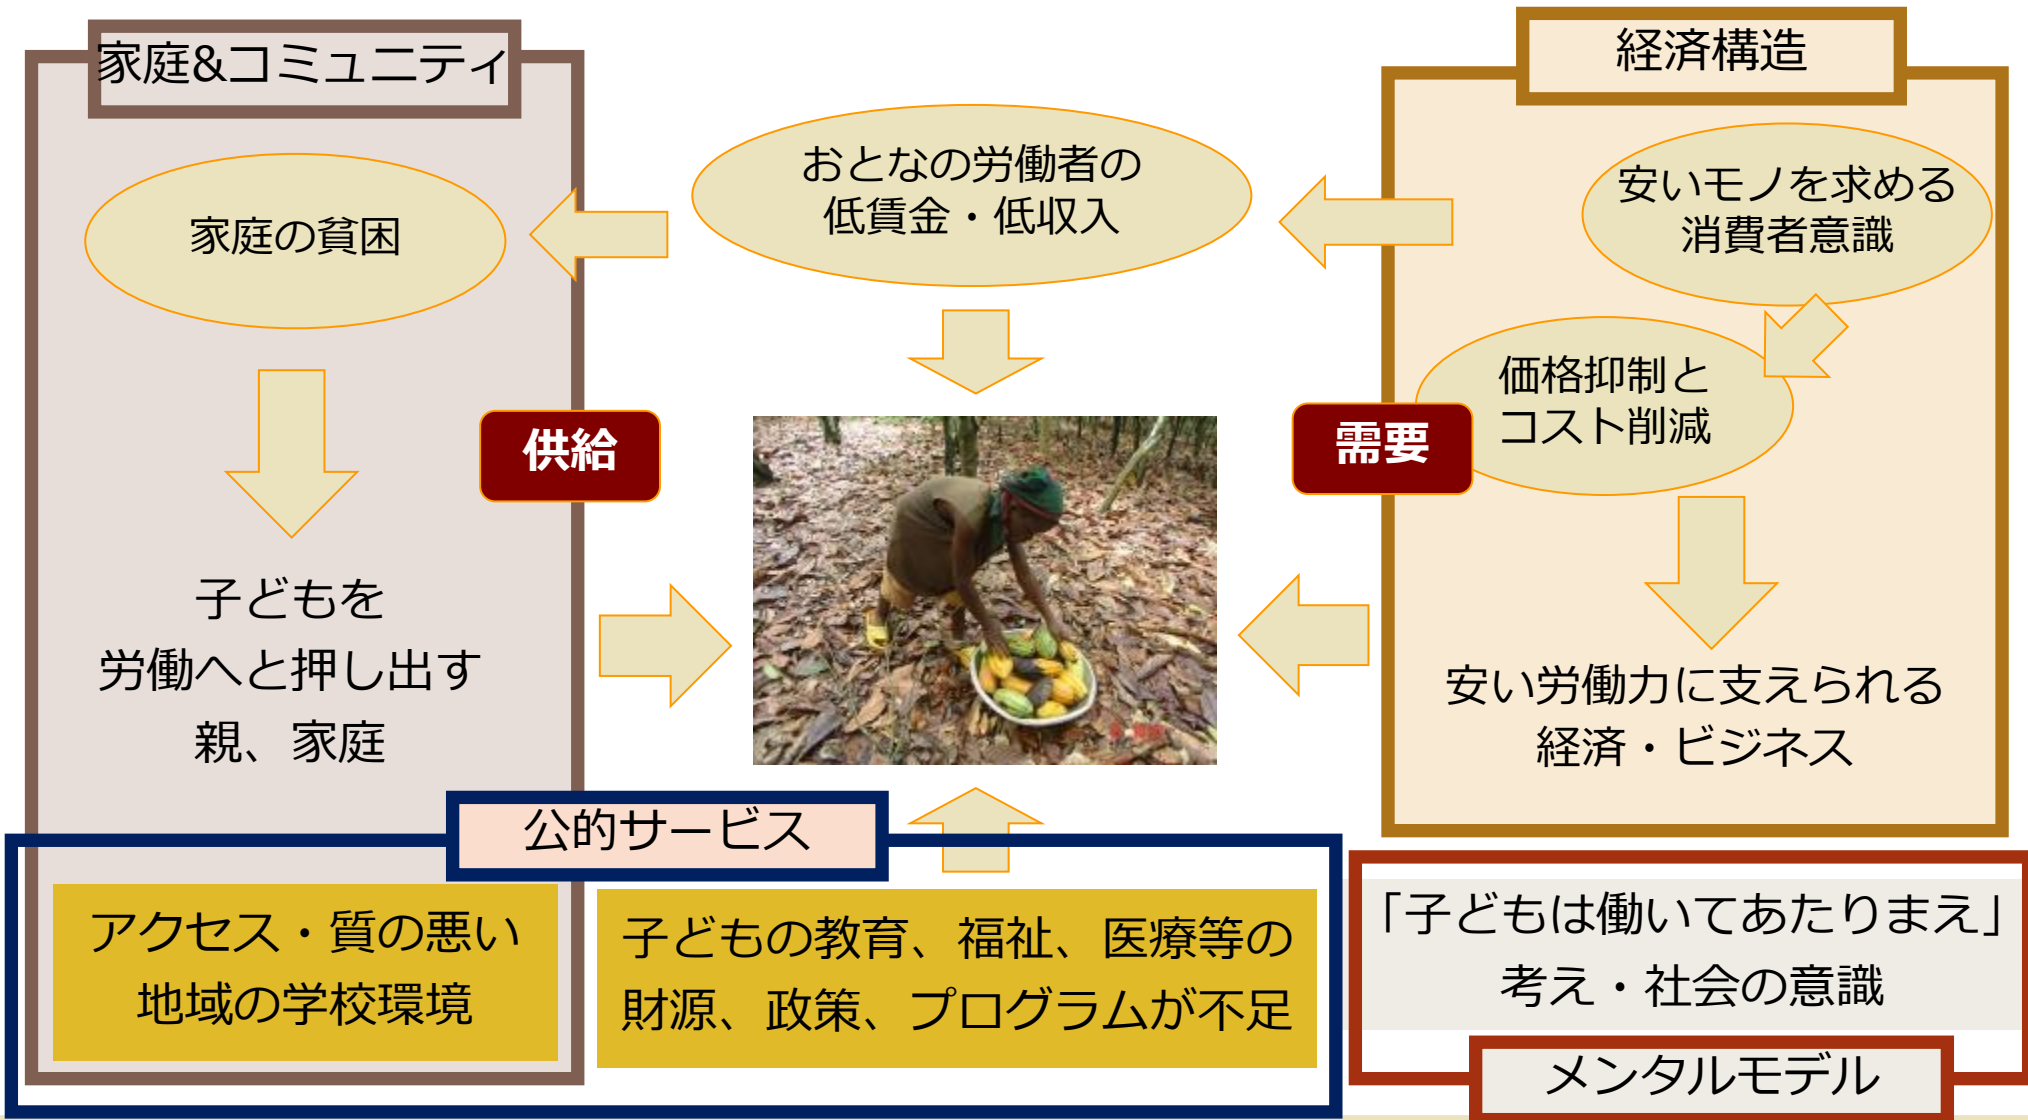 家庭&コミュニティ
経済構造
おとなの労働者の
低賃金・低収入
安いモノを求める
消費者意識
家庭の貧困
価格抑制と
コスト削減
供給
需要
子どもを
労働へと押し出す
親、家庭
安い労働力に支えられる
経済・ビジネス
公的サービス
アクセス・質の悪い
地域の学校環境
子どもの教育、福祉、医療等の
財源、政策、プログラムが不足
「子どもは働いてあたりまえ」
考え・社会の意識
メンタルモデル